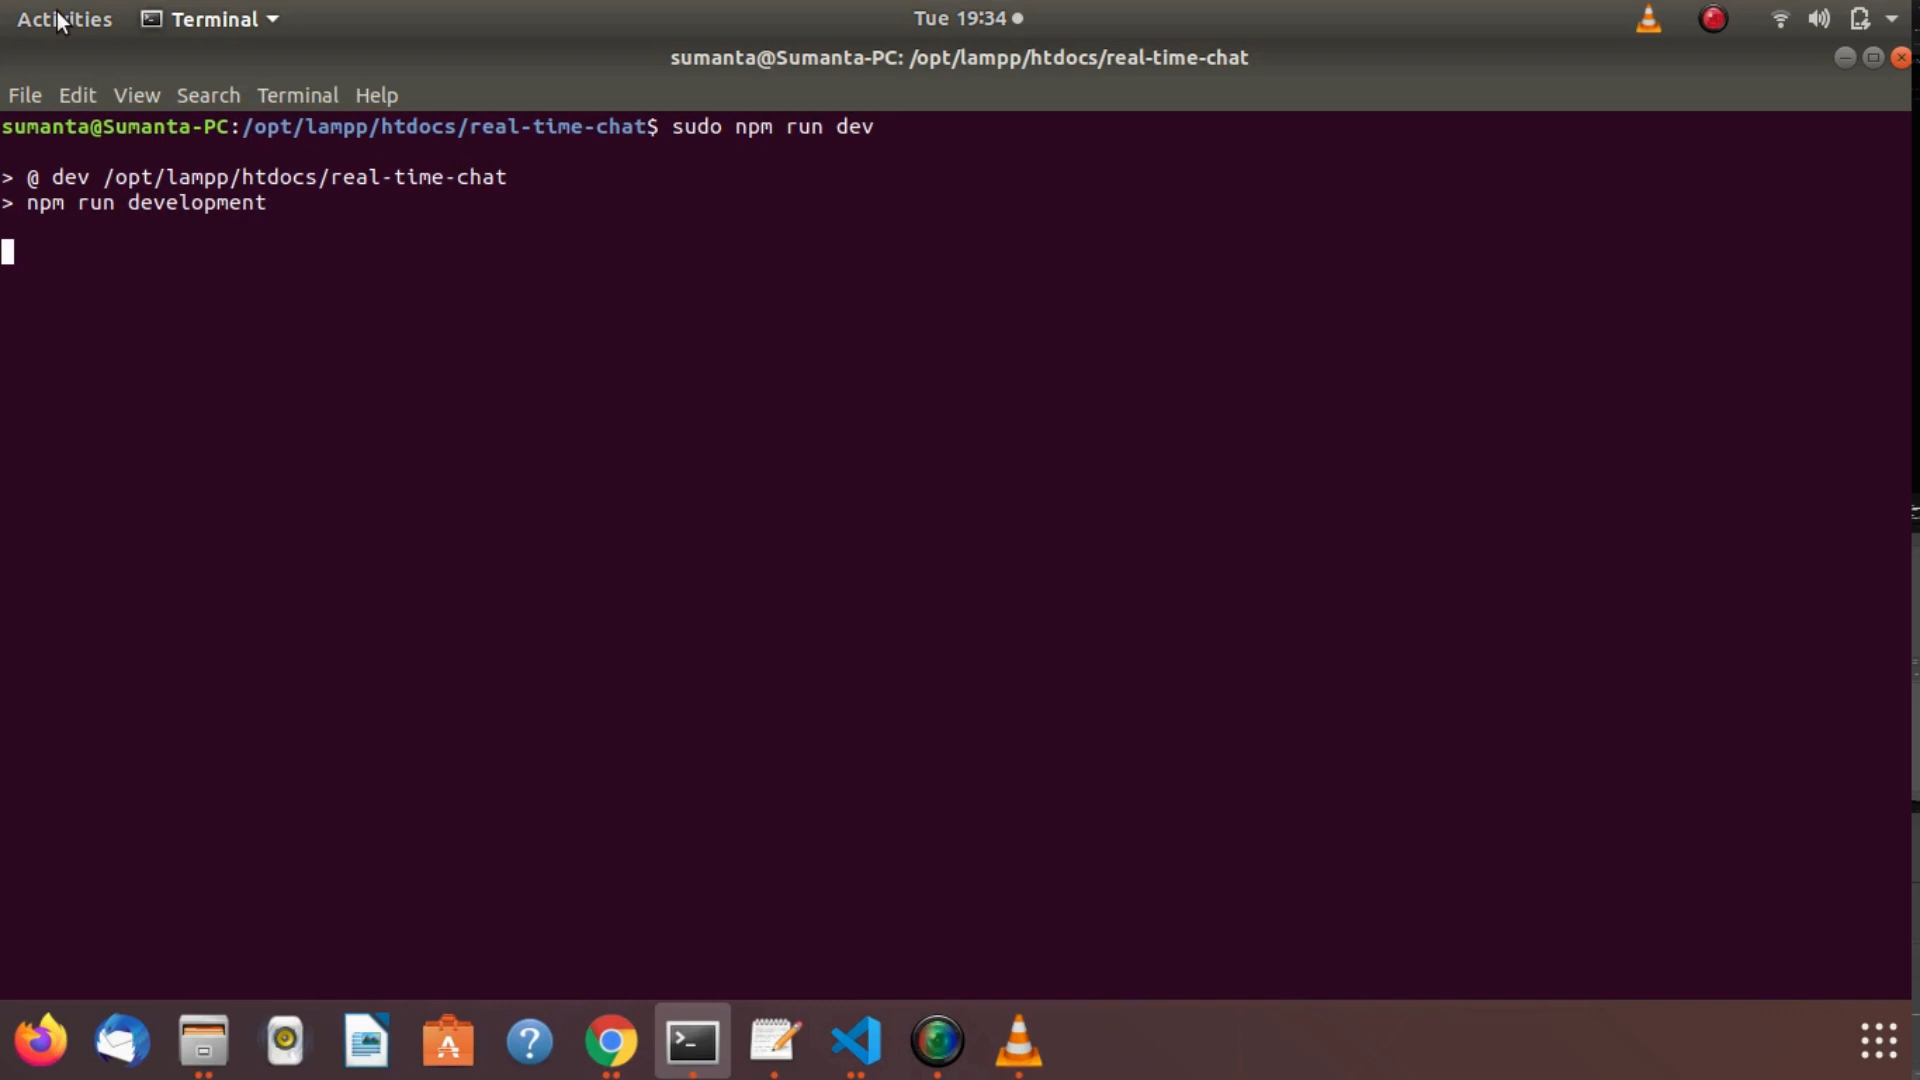 Activities
Terminal
Tue 19:34
sumanta@Sumanta-PC: /opt/lampp/htdocs/real-time-chat
File Edit View Search Terminal Help
sumanta@Sumanta-PC:/opt/lampp/htdocs/real-time-chat$ sudo npm run dev
> @ dev /opt/lampp/htdocs/real-time-chat
> npm run development